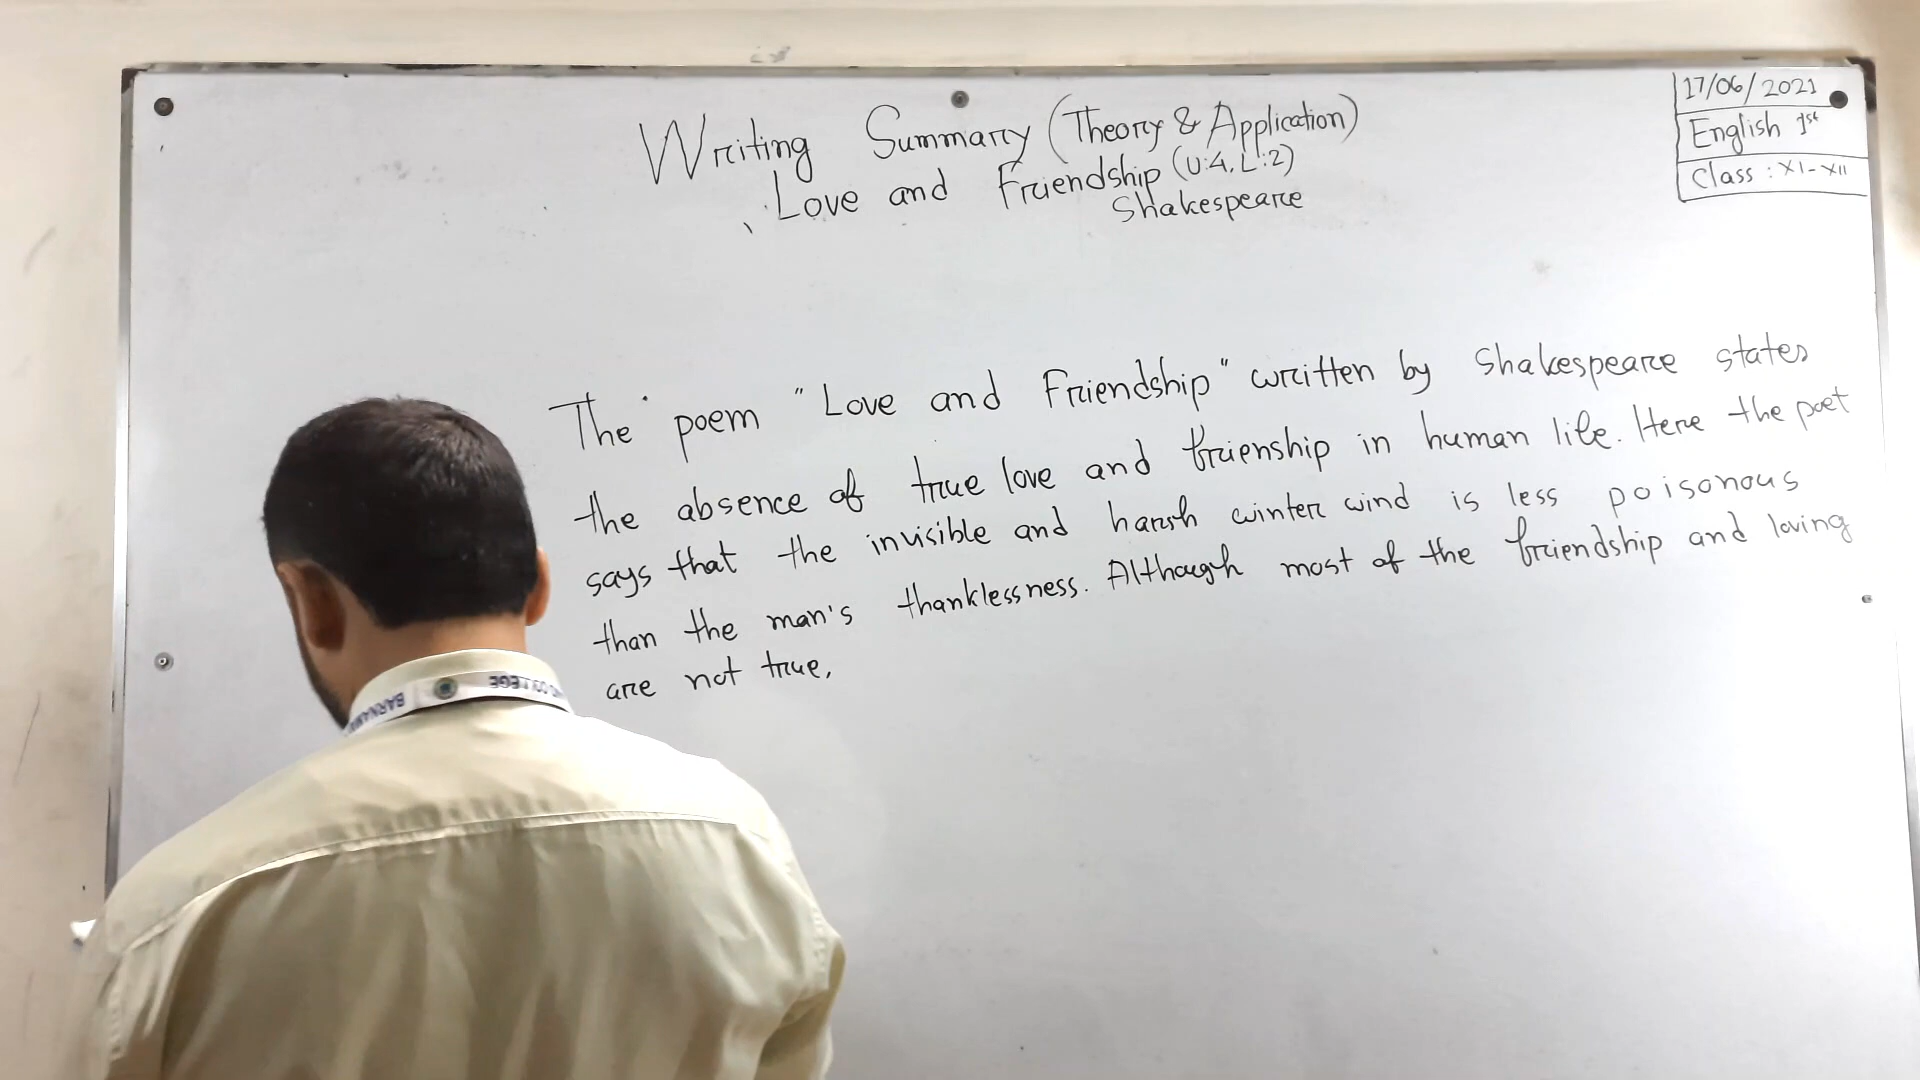 Writing Summary (Theory & Application)
Love and Friendship (U:4, L:2)
Shakespeare
17/06/2021
English 1st
Class : XI-XII
The poem "Love and Friendship" written by Shakespeare states
the absence of true love and frienship in human life. Here the poet
says that the invisible and harsh winter wind is less poisonous
than the man's thanklessness. Although most of the friendship and loving
are not true,
COLLEGE